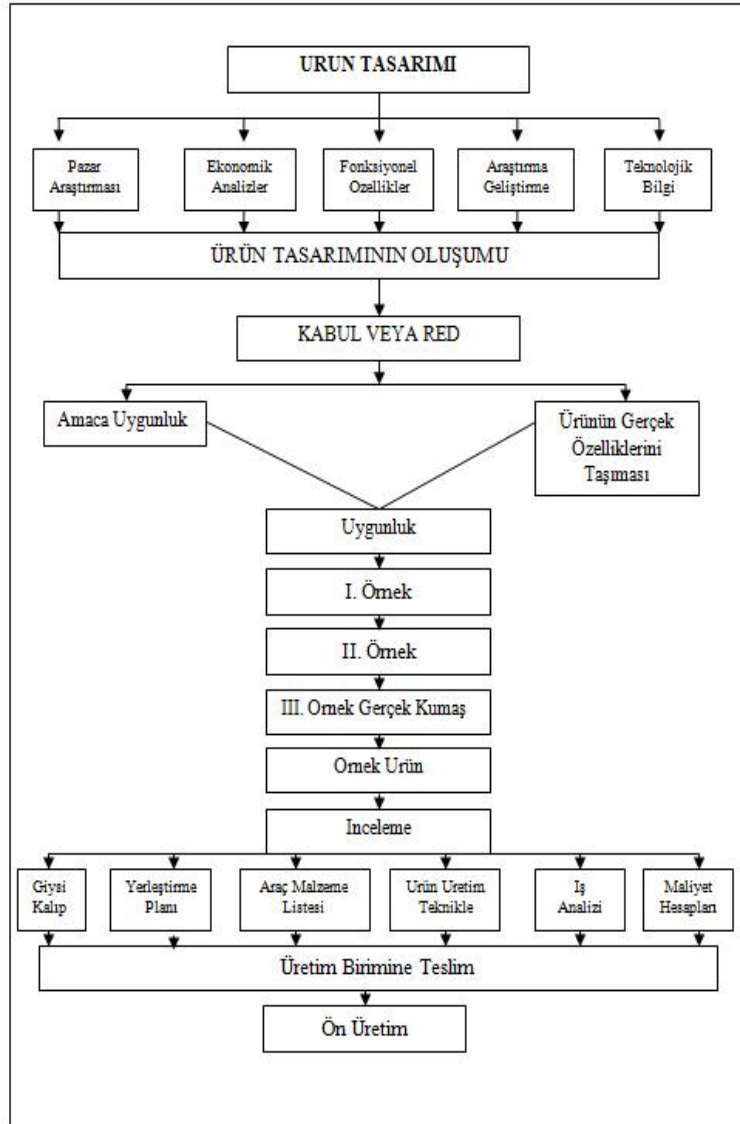 URUN TASARIMI
Pazar
Araştırması
Ekonomik
Analizler
Fonksiyonel
Ozellikler
Araştırma
Geliştirme
Teknolojik
Bilgi
ÜRÜN TASARIMININ OLUŞUMU
KABUL VEYA RED
Amaca Uygunluk
Ürünün Gerçek
Özelliklerini
Taşıması
Uygunluk
I. Örnek
II. Örnek
III. Ornek Gerçek Kumaş
Ornek Urün
Inceleme
Giysi
Kalıp
Yerleştirme
Planı
Araç Malzeme
Listesi
Urün Uretim
Teknikle
Iş
Analizi
Maliyet
Hesapları
Üretim Birimine Teslim
Ön Üretim